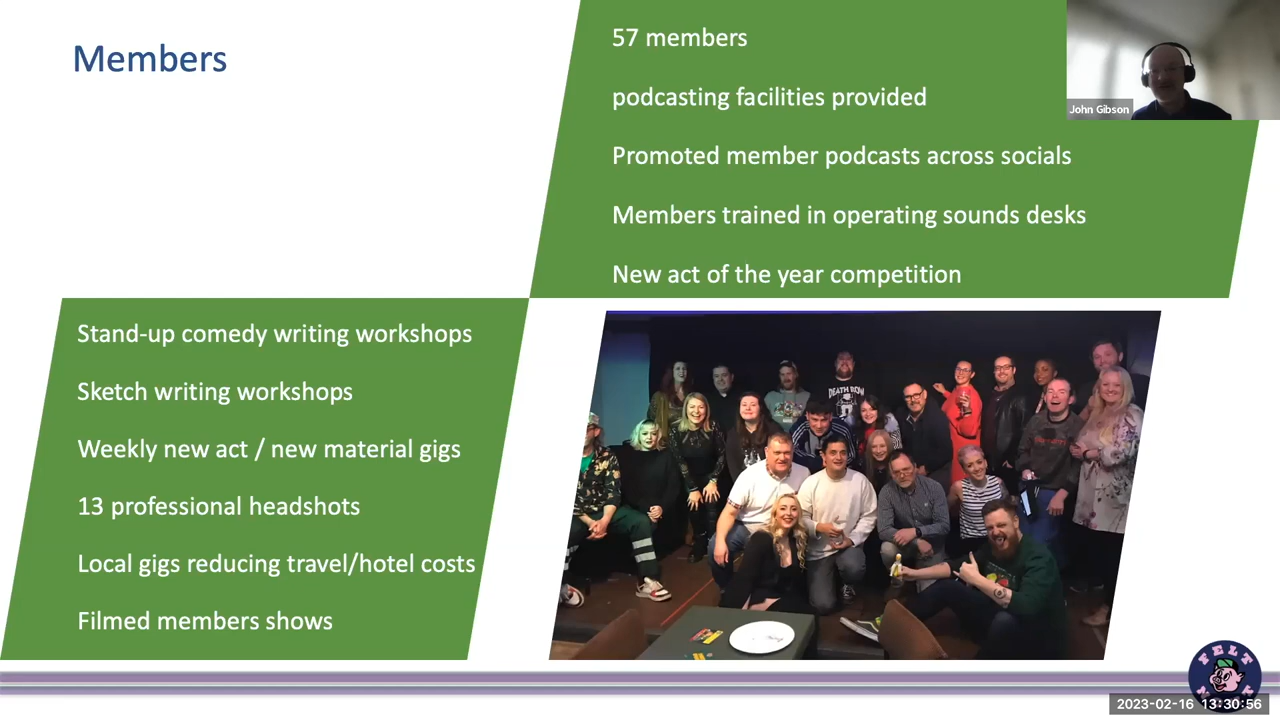 Members
57 members
podcasting facilities provided
Promoted member podcasts across socials
Members trained in operating sounds desks
New act of the year competition
John Gibson
Stand-up comedy writing workshops
Sketch writing workshops
Weekly new act / new material gigs
13 professional headshots
Local gigs reducing travel/hotel costs
Filmed members shows
DEATH ROW
FELT
2023-02-16 13:30:56